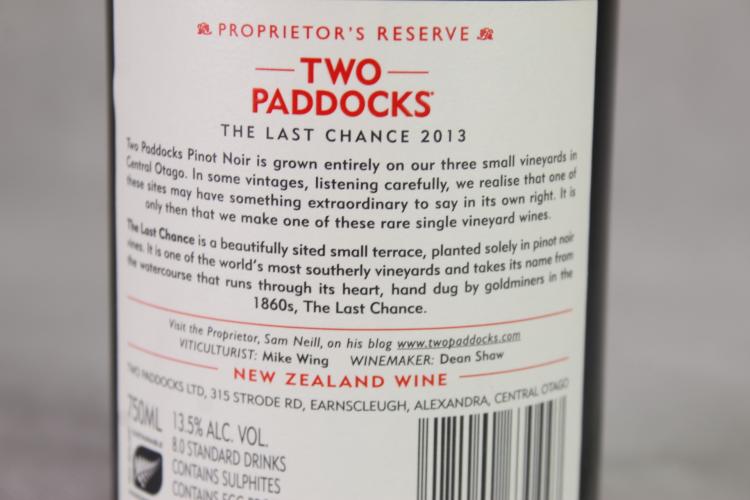 PROPRIETOR'S RESERVE
TWO
PADDOCKS
THE LAST CHANCE 2013
Two Paddocks Pinot Noir is grown entirely on our three small vineyards in
Central Otago. In some vintages, listening carefully, we realise that one of
these sites may have something extraordinary to say in its own right. It is
only then that we make one of these rare single vineyard wines.
The Last Chance is a beautifully sited small terrace, planted solely in pinot noir
vines. It is one of the world's most southerly vineyards and takes its name from
the watercourse that runs through its heart, hand dug by goldminers in the
1860s, The Last Chance.
Visit the Proprietor, Sam Neill, on his blog www.twopaddocks.com
VITICULTURIST: Mike Wing WINEMAKER: Dean Shaw
NEW ZEALAND WINE
TWO PADDOCKS LTD, 315 STRODE RD, EARNSCLEUGH, ALEXANDRA, CENTRAL OTAGO
750ML 13.5% ALC. VOL.
8.0 STANDARD DRINKS
CONTAINS SULPHITES
CONTAINS EGG